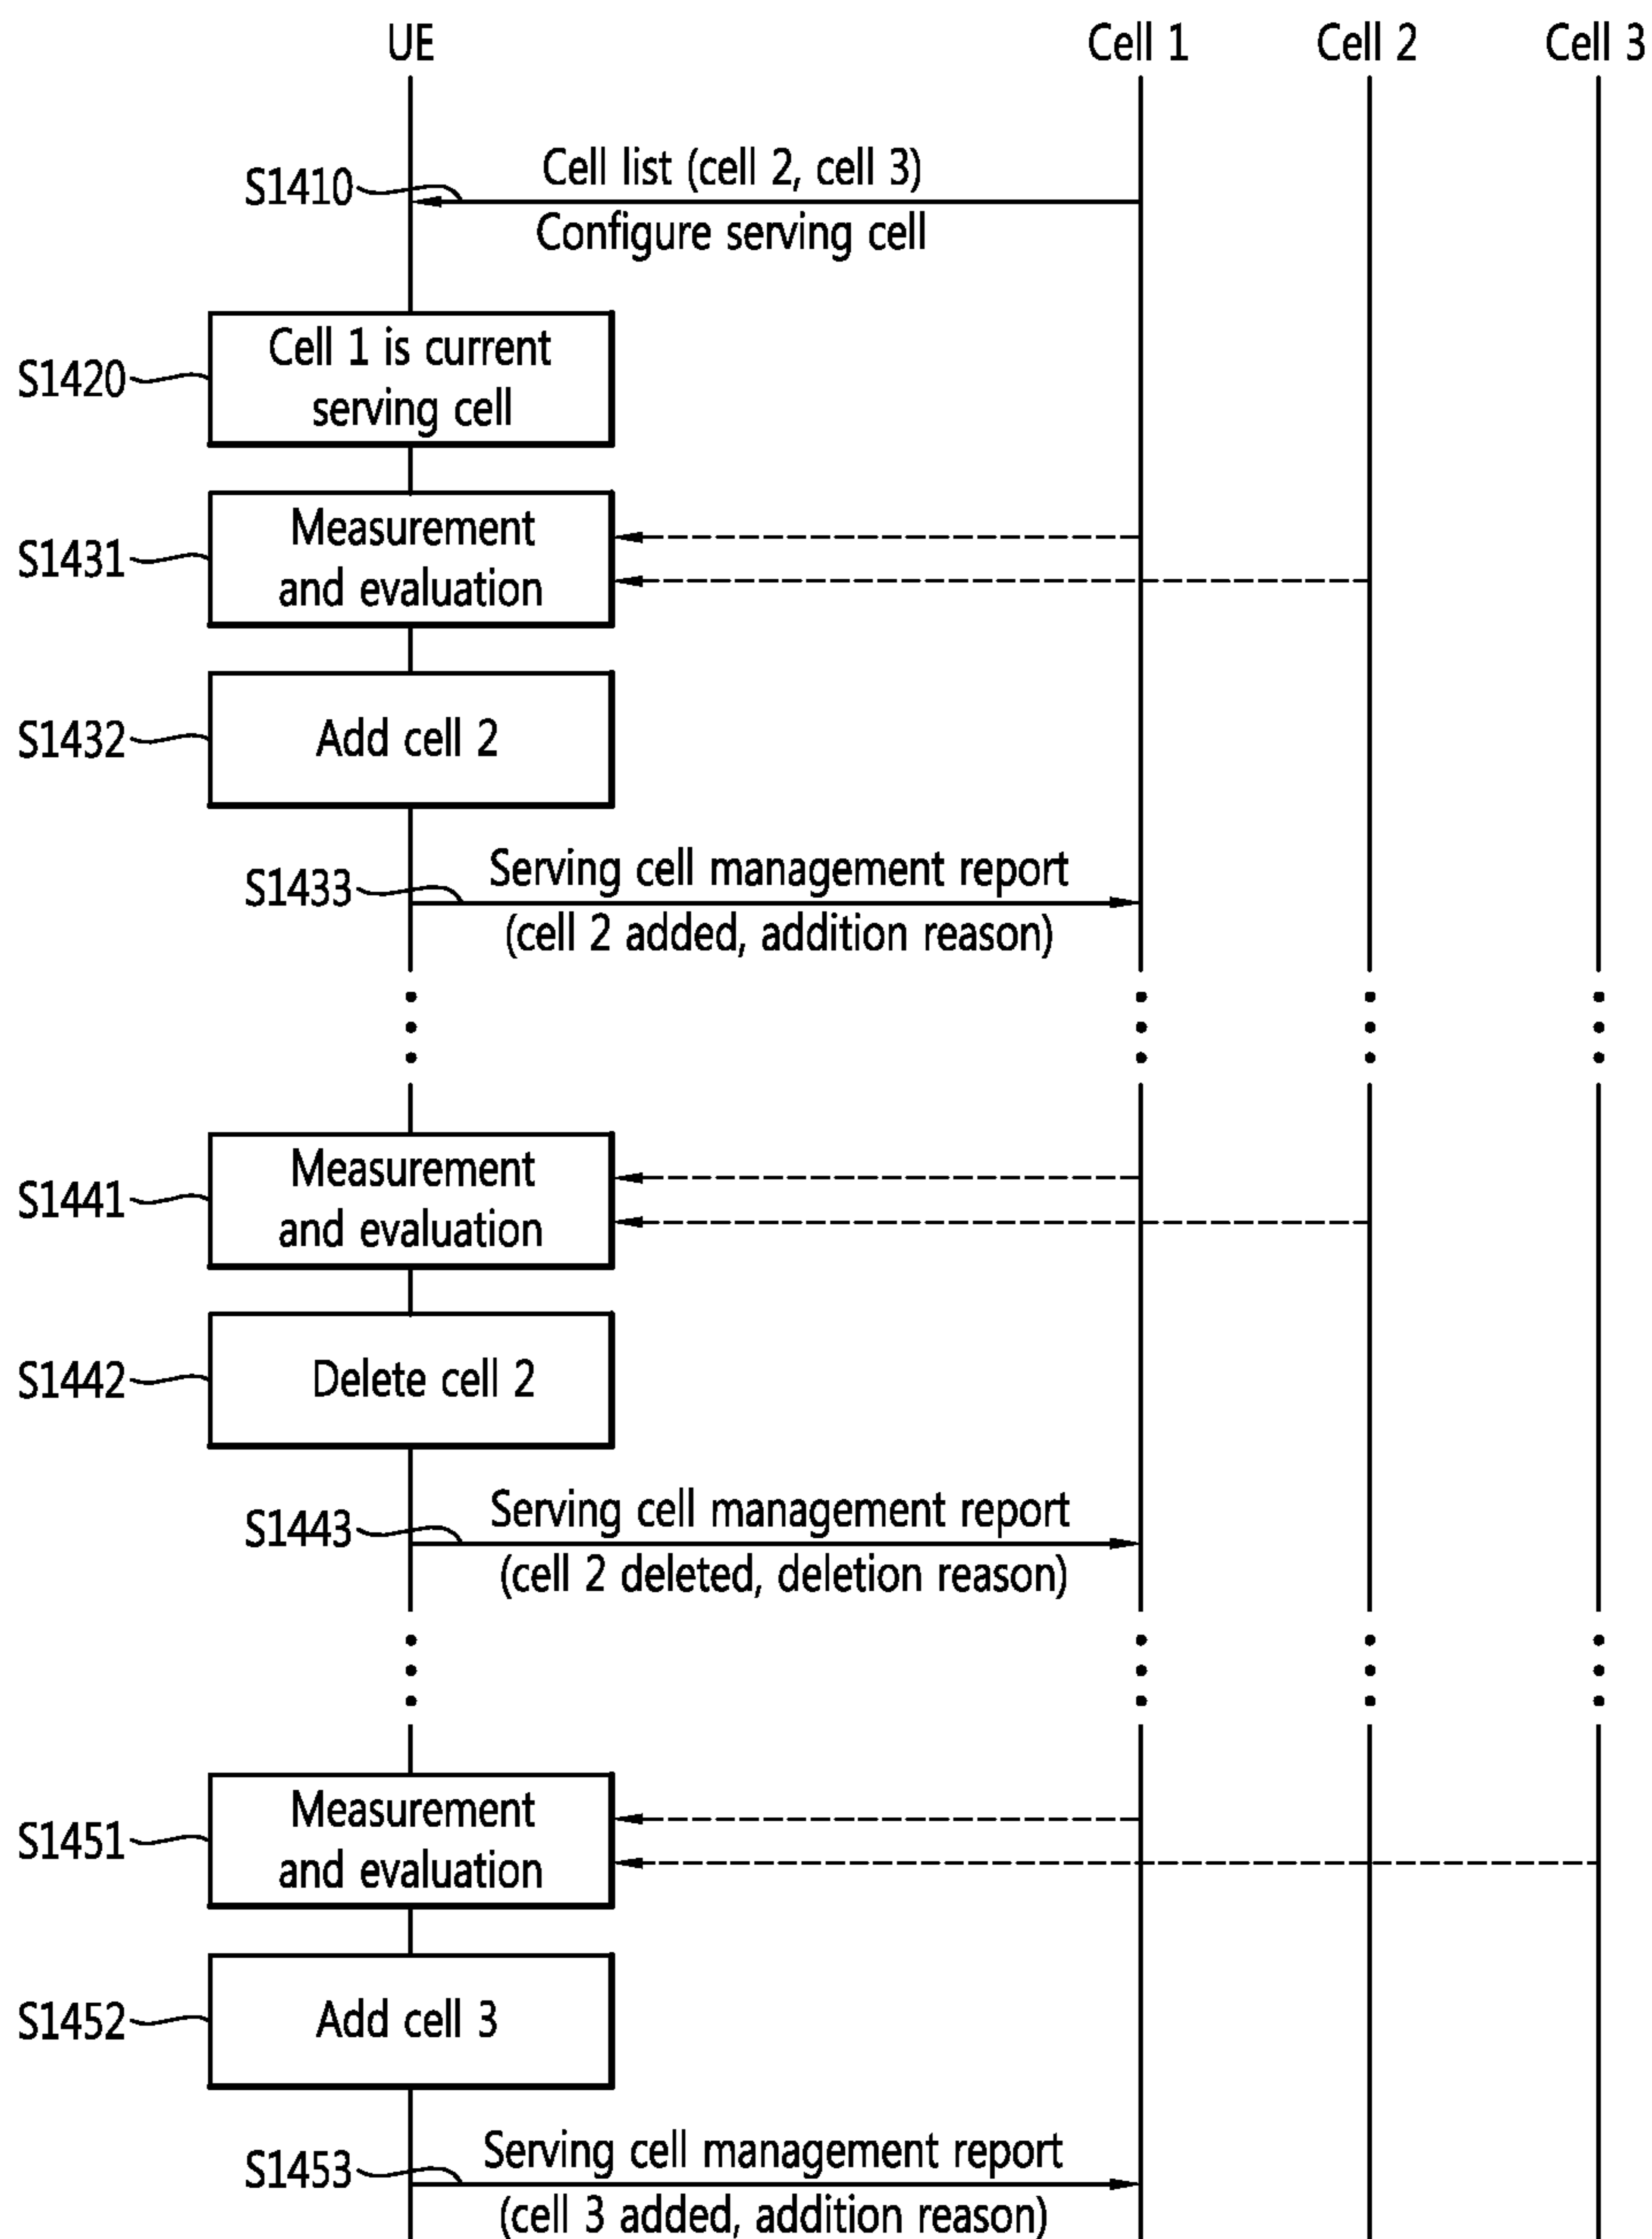 UE
Cell 1
Cell 2
Cell 3
S1410
Cell list (cell 2, cell 3)
Configure serving cell
S1420
Cell 1 is current
serving cell
S1431
Measurement
and evaluation
S1432
Add cell 2
S1433
Serving cell management report
(cell 2 added, addition reason)
S1441
Measurement
and evaluation
S1442
Delete cell 2
S1443
Serving cell management report
(cell 2 deleted, deletion reason)
S1451
Measurement
and evaluation
S1452
Add cell 3
S1453
Serving cell management report
(cell 3 added, addition reason)